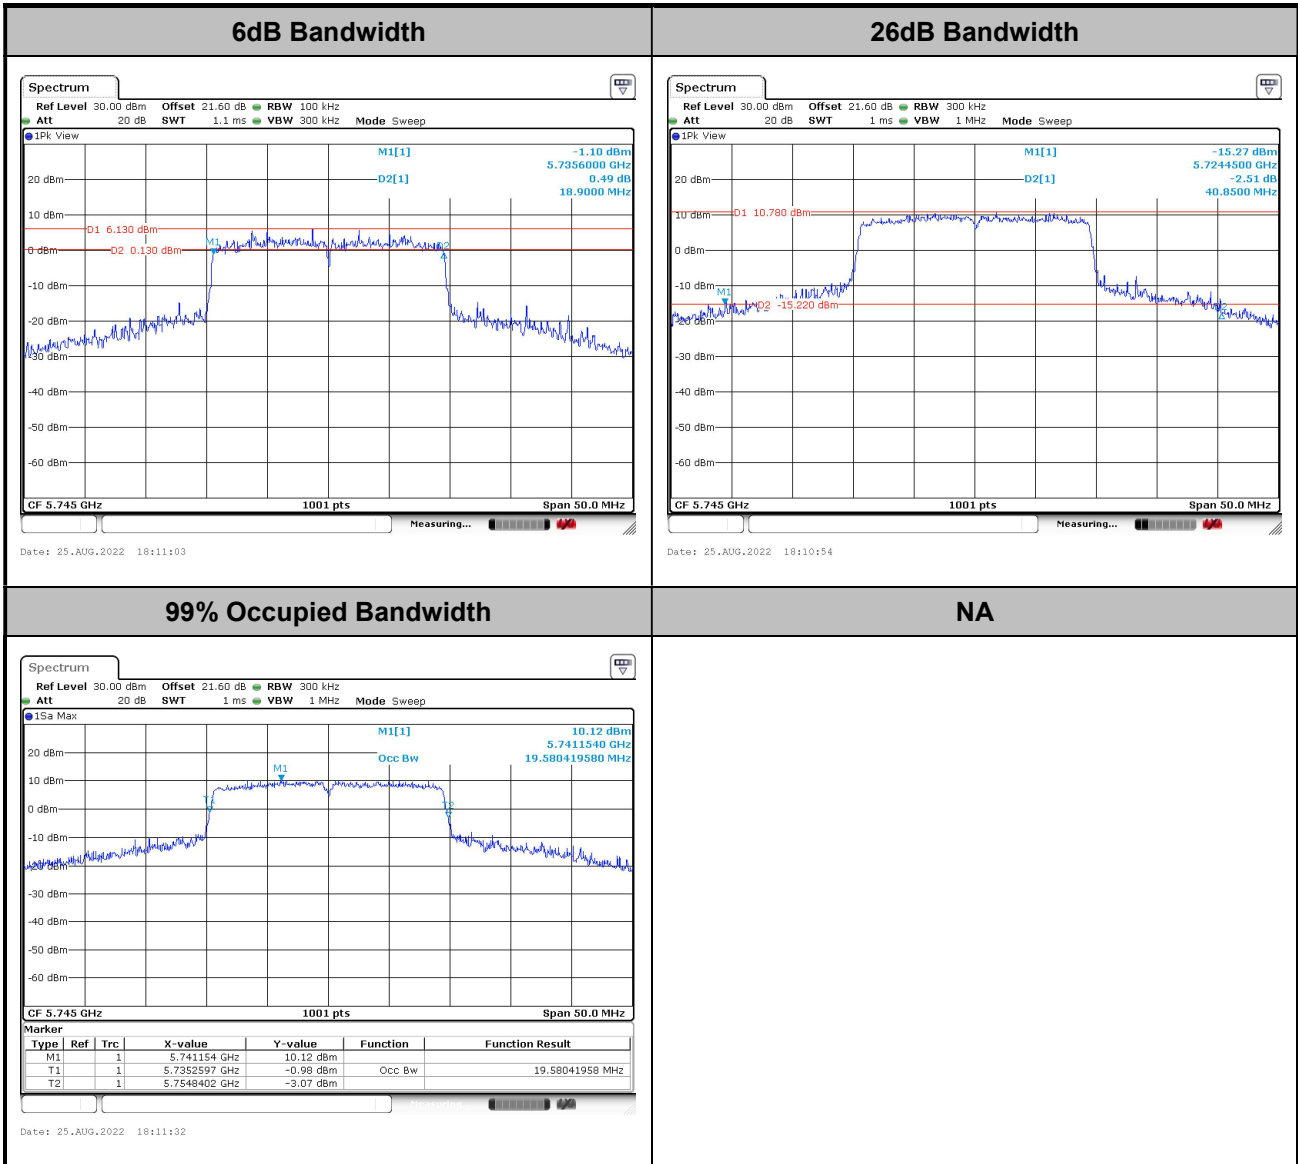 6dB Bandwidth
26dB Bandwidth
Spectrum
Ref Level 30.00 dBm Offset 21.60 dB RBW 100 kHz
Att 20 dB SWT 1.1 ms VBW 300 kHz Mode Sweep
1Pk View
M1[1] -1.10 dBm
5.7356000 GHz
D2[1] 0.49 dB
18.9000 MHz
20 dBm
10 dBm
D1 6.130 dBm
M1
D2
0 dBm
D2 0.130 dBm
-10 dBm
-20 dBm
-30 dBm
-40 dBm
-50 dBm
-60 dBm
CF 5.745 GHz 1001 pts Span 50.0 MHz
Measuring...
Date: 25.AUG.2022 18:11:03
Spectrum
Ref Level 30.00 dBm Offset 21.60 dB RBW 300 kHz
Att 20 dB SWT 1 ms VBW 1 MHz Mode Sweep
1Pk View
M1[1] -15.27 dBm
5.7244500 GHz
D2[1] -2.51 dB
40.8500 MHz
20 dBm
10 dBm
D1 10.780 dBm
0 dBm
-10 dBm
M1
D2 -15.220 dBm
-20 dBm
-30 dBm
-40 dBm
-50 dBm
-60 dBm
CF 5.745 GHz 1001 pts Span 50.0 MHz
Measuring...
Date: 25.AUG.2022 18:10:54
99% Occupied Bandwidth
NA
Spectrum
Ref Level 30.00 dBm Offset 21.60 dB RBW 300 kHz
Att 20 dB SWT 1 ms VBW 1 MHz Mode Sweep
1Sa Max
M1[1] 10.12 dBm
5.7411540 GHz
Occ Bw 19.580419580 MHz
20 dBm
M1
10 dBm
T1
T2
0 dBm
-10 dBm
-20 dBm
-30 dBm
-40 dBm
-50 dBm
-60 dBm
CF 5.745 GHz 1001 pts Span 50.0 MHz
Marker
Type Ref Trc X-value Y-value Function Function Result
M1 1 5.741154 GHz 10.12 dBm
T1 1 5.7352597 GHz -0.98 dBm Occ Bw 19.58041958 MHz
T2 1 5.7548402 GHz -3.07 dBm
Measuring...
Date: 25.AUG.2022 18:11:32